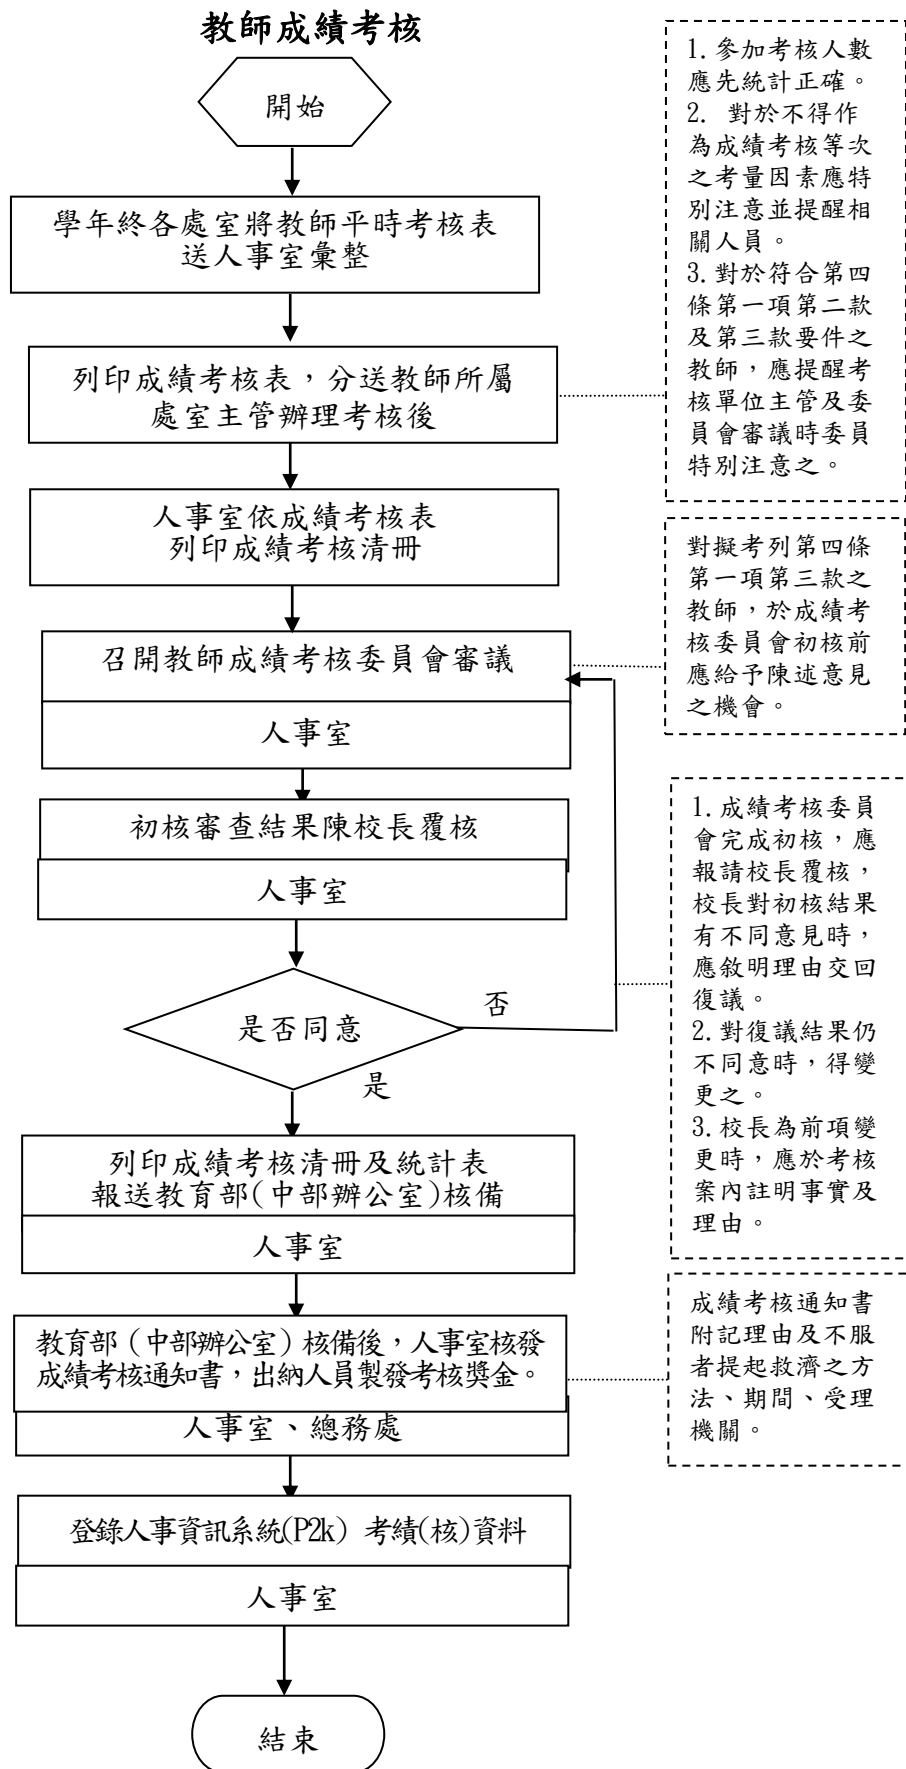 教師成績考核
開始
學年終各處室將教師平時考核表
送人事室彙整
列印成績考核表，分送教師所屬
處室主管辦理考核後
1.參加考核人數
應先統計正確。
2. 對於不得作
為成績考核等次
之考量因素應特
別注意並提醒相
關人員。
3.對於符合第四
條第一項第二款
及第三款要件之
教師，應提醒考
核單位主管及委
員會審議時委員
特別注意之。
人事室依成績考核表
列印成績考核清冊
召開教師成績考核委員會審議
人事室
對擬考列第四條
第一項第三款之
教師，於成績考
核委員會初核前
應給予陳述意見
之機會。
初核審查結果陳校長覆核
人事室
是否同意
否
是
1.成績考核委員
會完成初核，應
報請校長覆核，
校長對初核結果
有不同意見時，
應敘明理由交回
復議。
2.對復議結果仍
不同意時，得變
更之。
3.校長為前項變
更時，應於考核
案內註明事實及
理由。
列印成績考核清冊及統計表
報送教育部(中部辦公室)核備
人事室
教育部（中部辦公室）核備後，人事室核發
成績考核通知書，出納人員製發考核獎金。
人事室、總務處
成績考核通知書
附記理由及不服
者提起救濟之方
法、期間、受理
機關。
登錄人事資訊系統(P2k) 考績(核)資料
人事室
結束